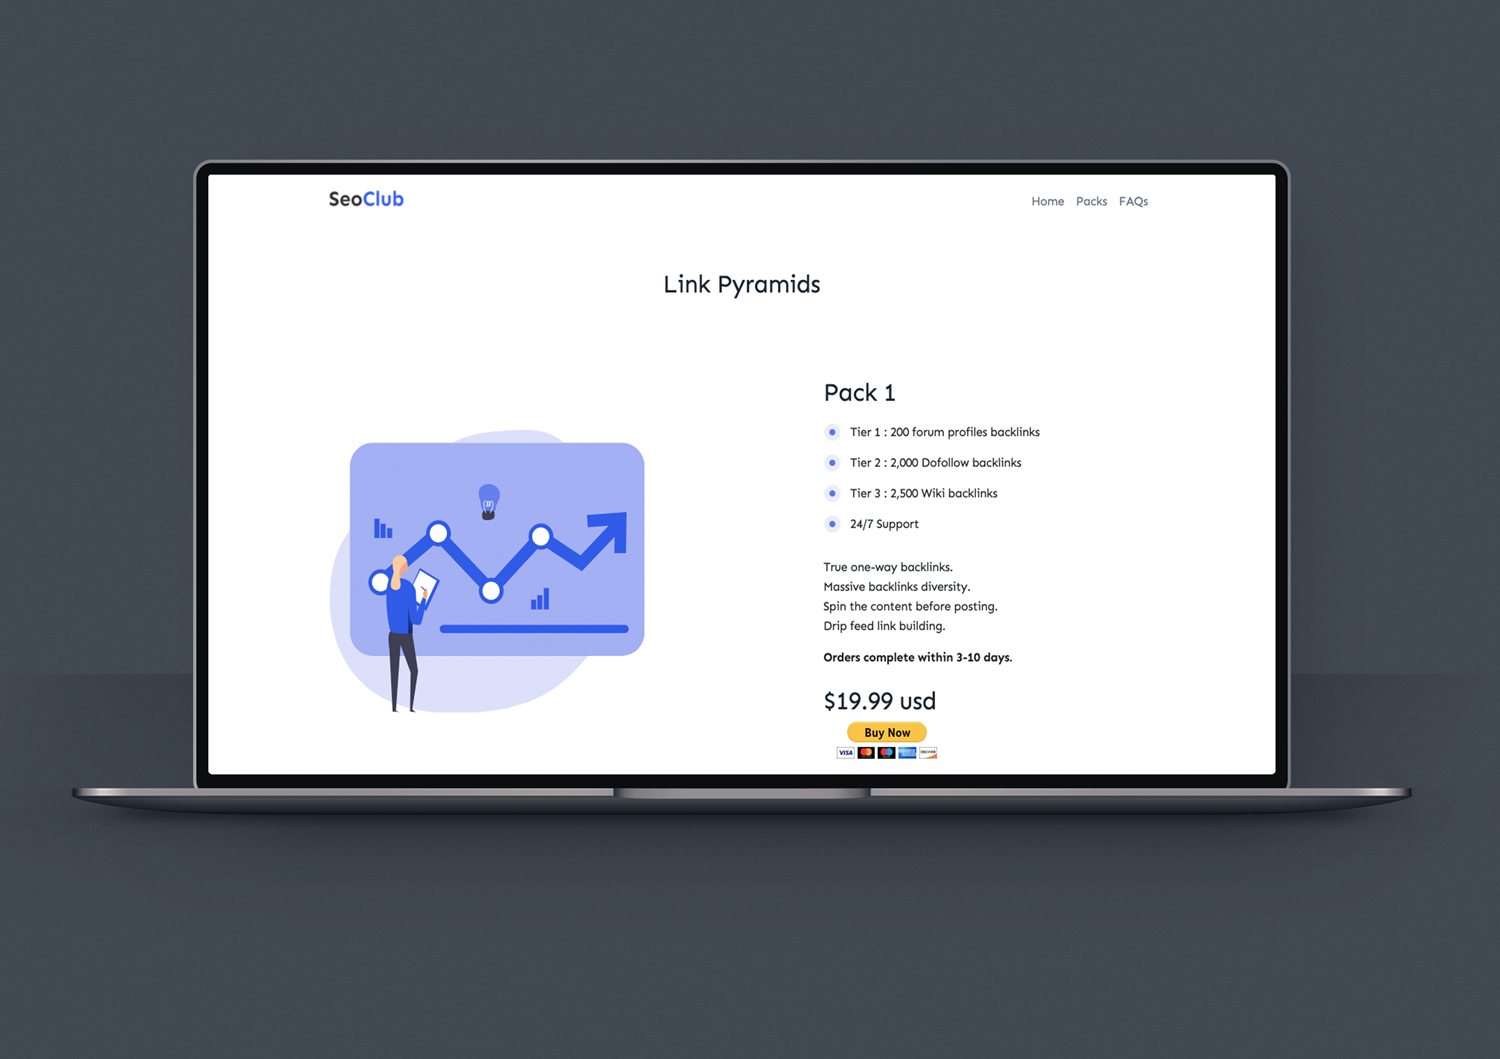 SeoClub
Home Packs FAQs
Link Pyramids
Pack 1
Tier 1 : 200 forum profiles backlinks
Tier 2 : 2,000 Dofollow backlinks
Tier 3 : 2,500 Wiki backlinks
24/7 Support
True one-way backlinks.
Massive backlinks diversity.
Spin the content before posting.
Drip feed link building.
Orders complete within 3-10 days.
$19.99 usd
Buy Now
VISA